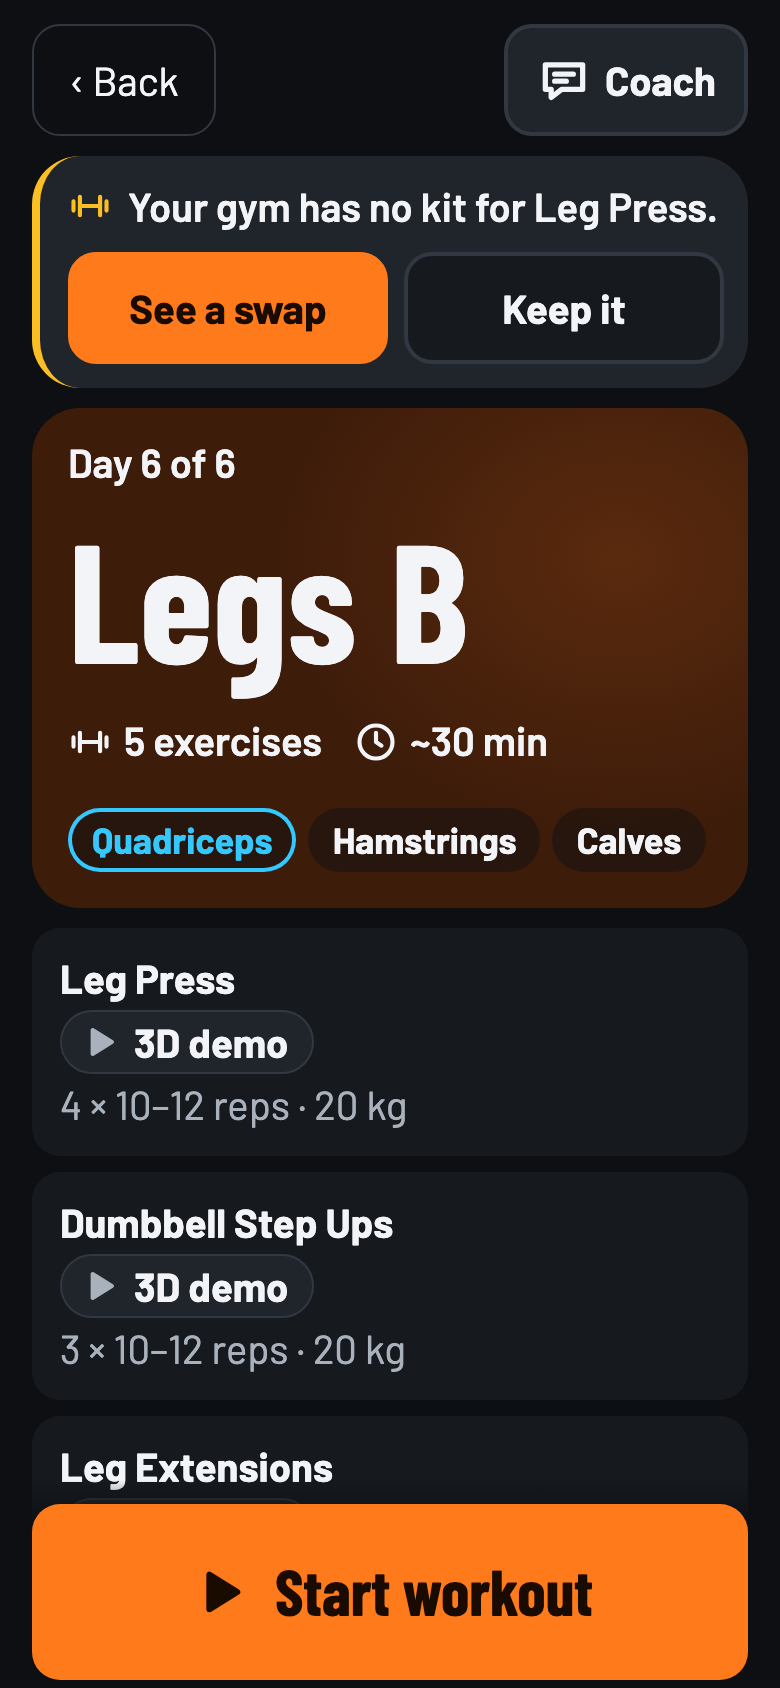 ‹ Back
Coach
Your gym has no kit for Leg Press.
See a swap
Keep it
Day 6 of 6
Legs B
5 exercises
~30 min
Quadriceps
Hamstrings
Calves
Leg Press
3D demo
4 × 10–12 reps · 20 kg
Dumbbell Step Ups
3D demo
3 × 10–12 reps · 20 kg
Leg Extensions
Start workout